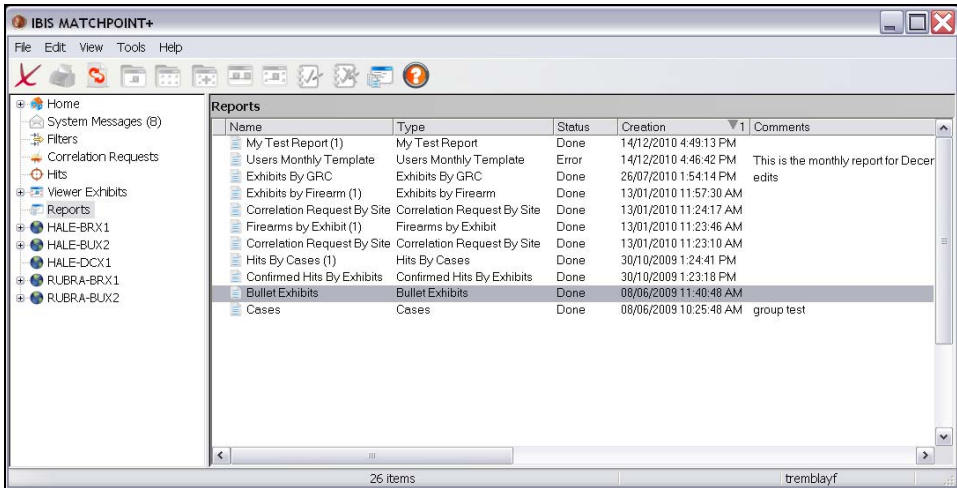 IBIS MATCHPOINT+
File Edit View Tools Help
Home
System Messages (8)
Filters
Correlation Requests
Hits
Viewer Exhibits
Reports
HALE-BRX1
HALE-BUX2
HALE-DCX1
RUBRA-BRX1
RUBRA-BUX2
Reports
Name Type Status Creation 1 Comments
My Test Report (1) My Test Report Done 14/12/2010 4:49:13 PM
Users Monthly Template Users Monthly Template Error 14/12/2010 4:46:42 PM This is the monthly report for Decer
Exhibits By GRC Exhibits By GRC Done 26/07/2010 1:54:14 PM edits
Exhibits by Firearm (1) Exhibits by Firearm Done 13/01/2010 11:57:30 AM
Correlation Request By Site Correlation Request By Site Done 13/01/2010 11:24:17 AM
Firearms by Exhibit (1) Firearms by Exhibit Done 13/01/2010 11:23:46 AM
Correlation Request By Site Correlation Request By Site Done 13/01/2010 11:23:10 AM
Hits By Cases (1) Hits By Cases Done 30/10/2009 1:24:41 PM
Confirmed Hits By Exhibits Confirmed Hits By Exhibits Done 30/10/2009 1:23:18 PM
Bullet Exhibits Bullet Exhibits Done 08/06/2009 11:40:48 AM
Cases Cases Done 08/06/2009 10:25:48 AM group test
26 items tremblayf